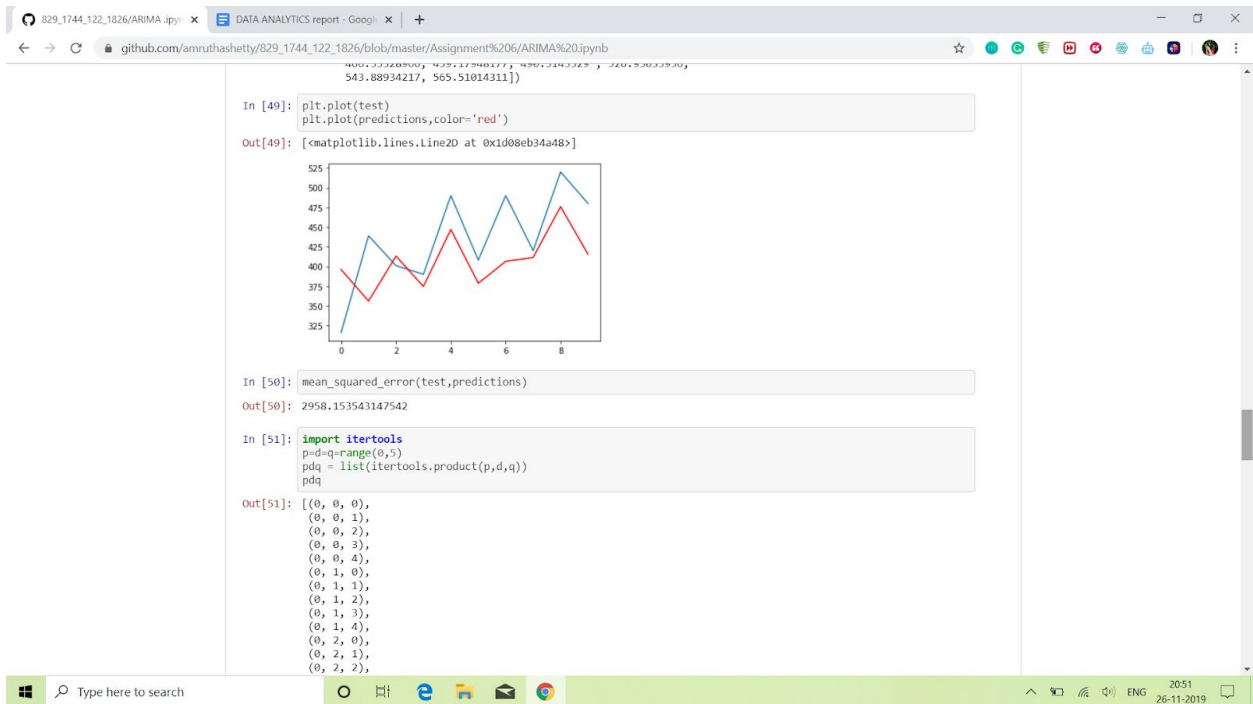 829_1744_122_1826/ARIMA .ipyn
DATA ANALYTICS report - Google
github.com/amruthashetty/829_1744_122_1826/blob/master/Assignment%206/ARIMA%20.ipynb
543.88934217, 565.51014311])
In [49]: plt.plot(test)
plt.plot(predictions,color='red')
Out[49]: [<matplotlib.lines.Line2D at 0x1d08eb34a48>]
525
500
475
450
425
400
375
350
325
0 2 4 6 8
In [50]: mean_squared_error(test,predictions)
Out[50]: 2958.153543147542
In [51]: import itertools
p=d=q=range(0,5)
pdq = list(itertools.product(p,d,q))
pdq
Out[51]: [(0, 0, 0),
(0, 0, 1),
(0, 0, 2),
(0, 0, 3),
(0, 0, 4),
(0, 1, 0),
(0, 1, 1),
(0, 1, 2),
(0, 1, 3),
(0, 1, 4),
(0, 2, 0),
(0, 2, 1),
(0, 2, 2),
Type here to search
ENG
20:51
26-11-2019